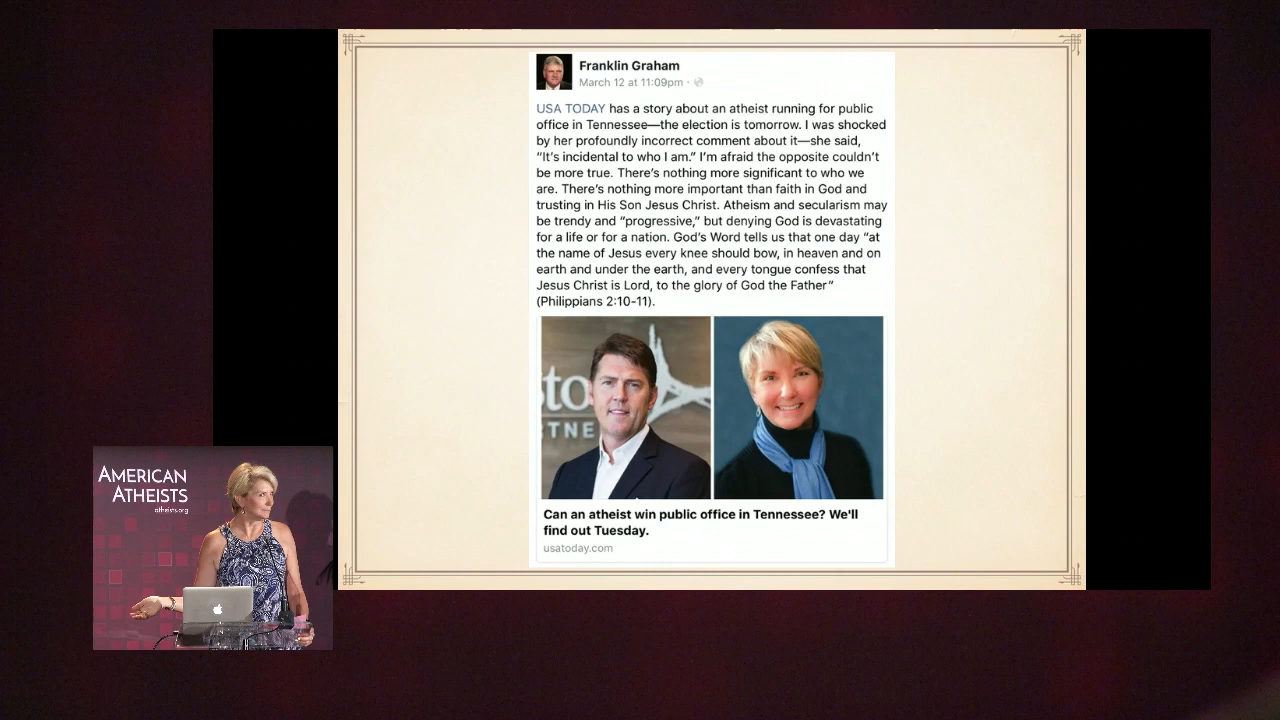 Franklin Graham
March 12 at 11:09pm ·
USA TODAY has a story about an atheist running for public
office in Tennessee—the election is tomorrow. I was shocked
by her profoundly incorrect comment about it—she said,
“It’s incidental to who I am.” I’m afraid the opposite couldn’t
be more true. There’s nothing more significant to who we
are. There’s nothing more important than faith in God and
trusting in His Son Jesus Christ. Atheism and secularism may
be trendy and “progressive,” but denying God is devastating
for a life or for a nation. God’s Word tells us that one day “at
the name of Jesus every knee should bow, in heaven and on
earth and under the earth, and every tongue confess that
Jesus Christ is Lord, to the glory of God the Father”
(Philippians 2:10-11).
sto
RTNE
Can an atheist win public office in Tennessee? We'll
find out Tuesday.
usatoday.com
AMERICAN
ATHEISTS
atheists.org